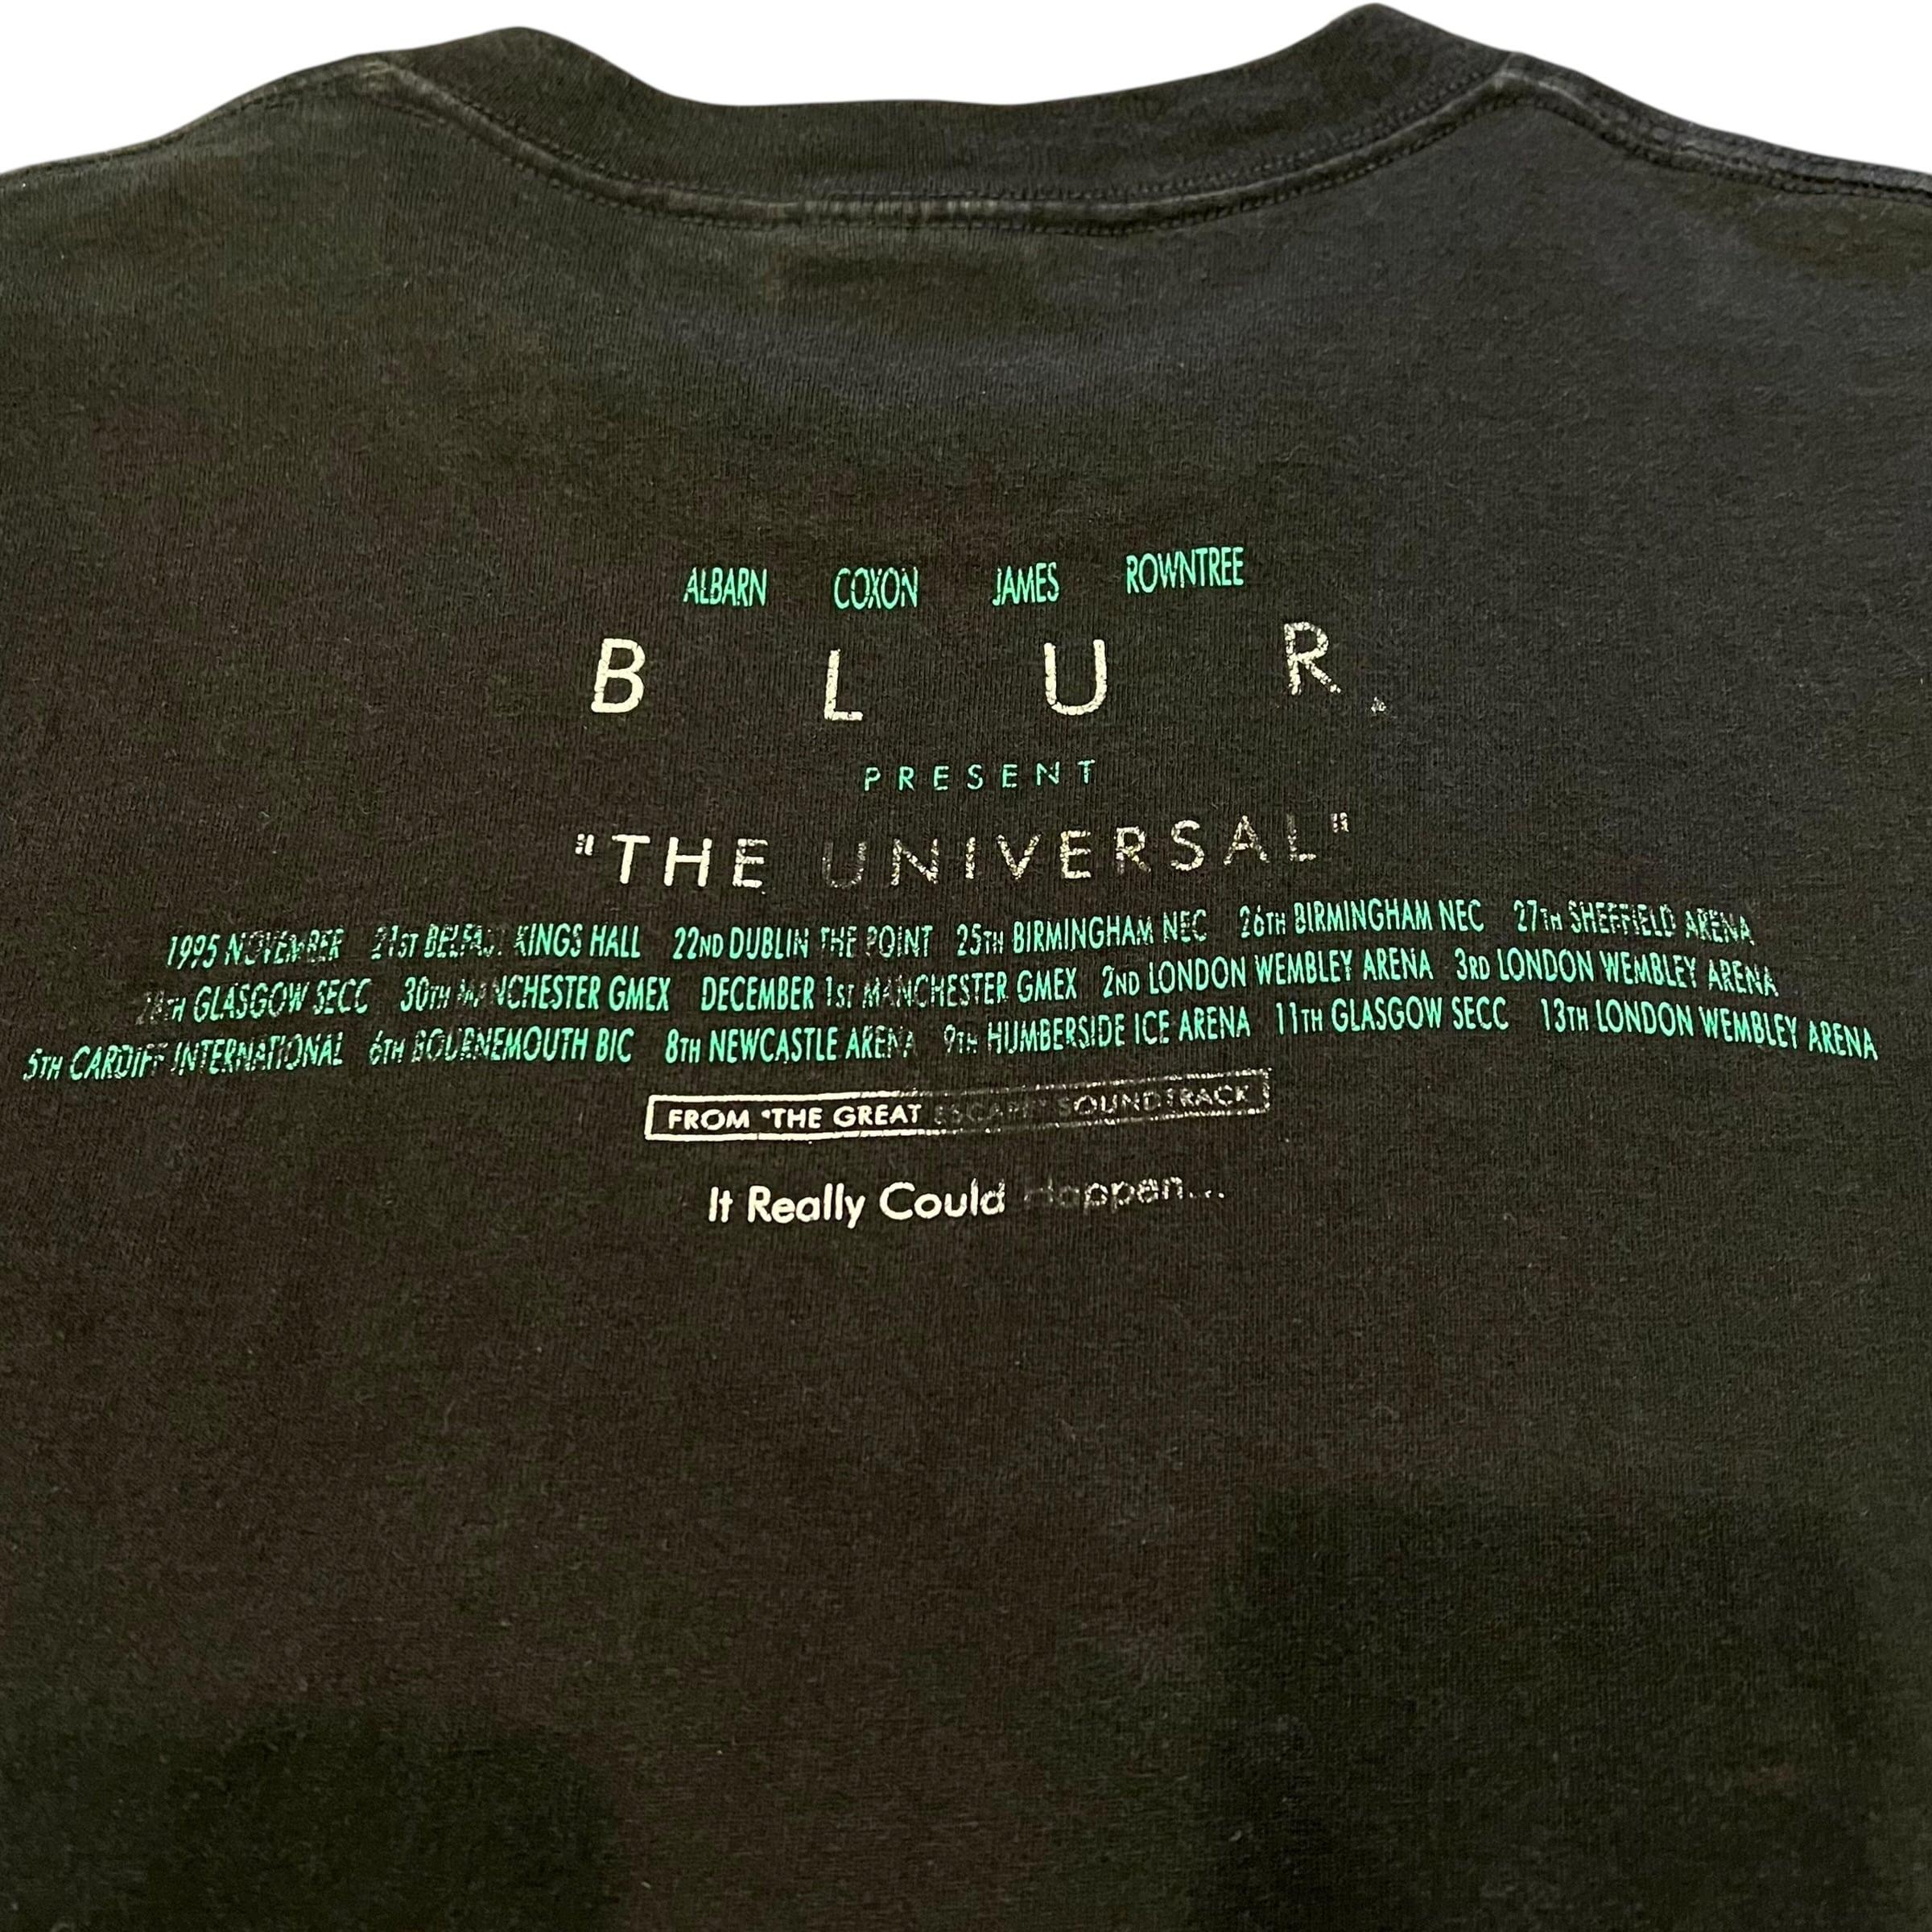 ALBARN COXON JAMES ROWNTREE
B L U R
PRESENT
"THE UNIVERSAL"
1995 NOVEMBER 21ST BELFAST KINGS HALL 22ND DUBLIN THE POINT 25TH BIRMINGHAM NEC 26TH BIRMINGHAM NEC 27TH SHEFFIELD ARENA
GLASGOW SECC 30TH MANCHESTER GMEX DECEMBER 1ST MANCHESTER GMEX 2ND LONDON WEMBLEY ARENA 3RD LONDON WEMBLEY ARENA
5TH CARDIFF INTERNATIONAL 6TH BOURNEMOUTH BIC 8TH NEWCASTLE ARENA 9TH HUMBERSIDE ICE ARENA 11TH GLASGOW SECC 13TH LONDON WEMBLEY ARENA
FROM "THE GREAT ESCAPE" SOUNDTRACK
It Really Could Happen...